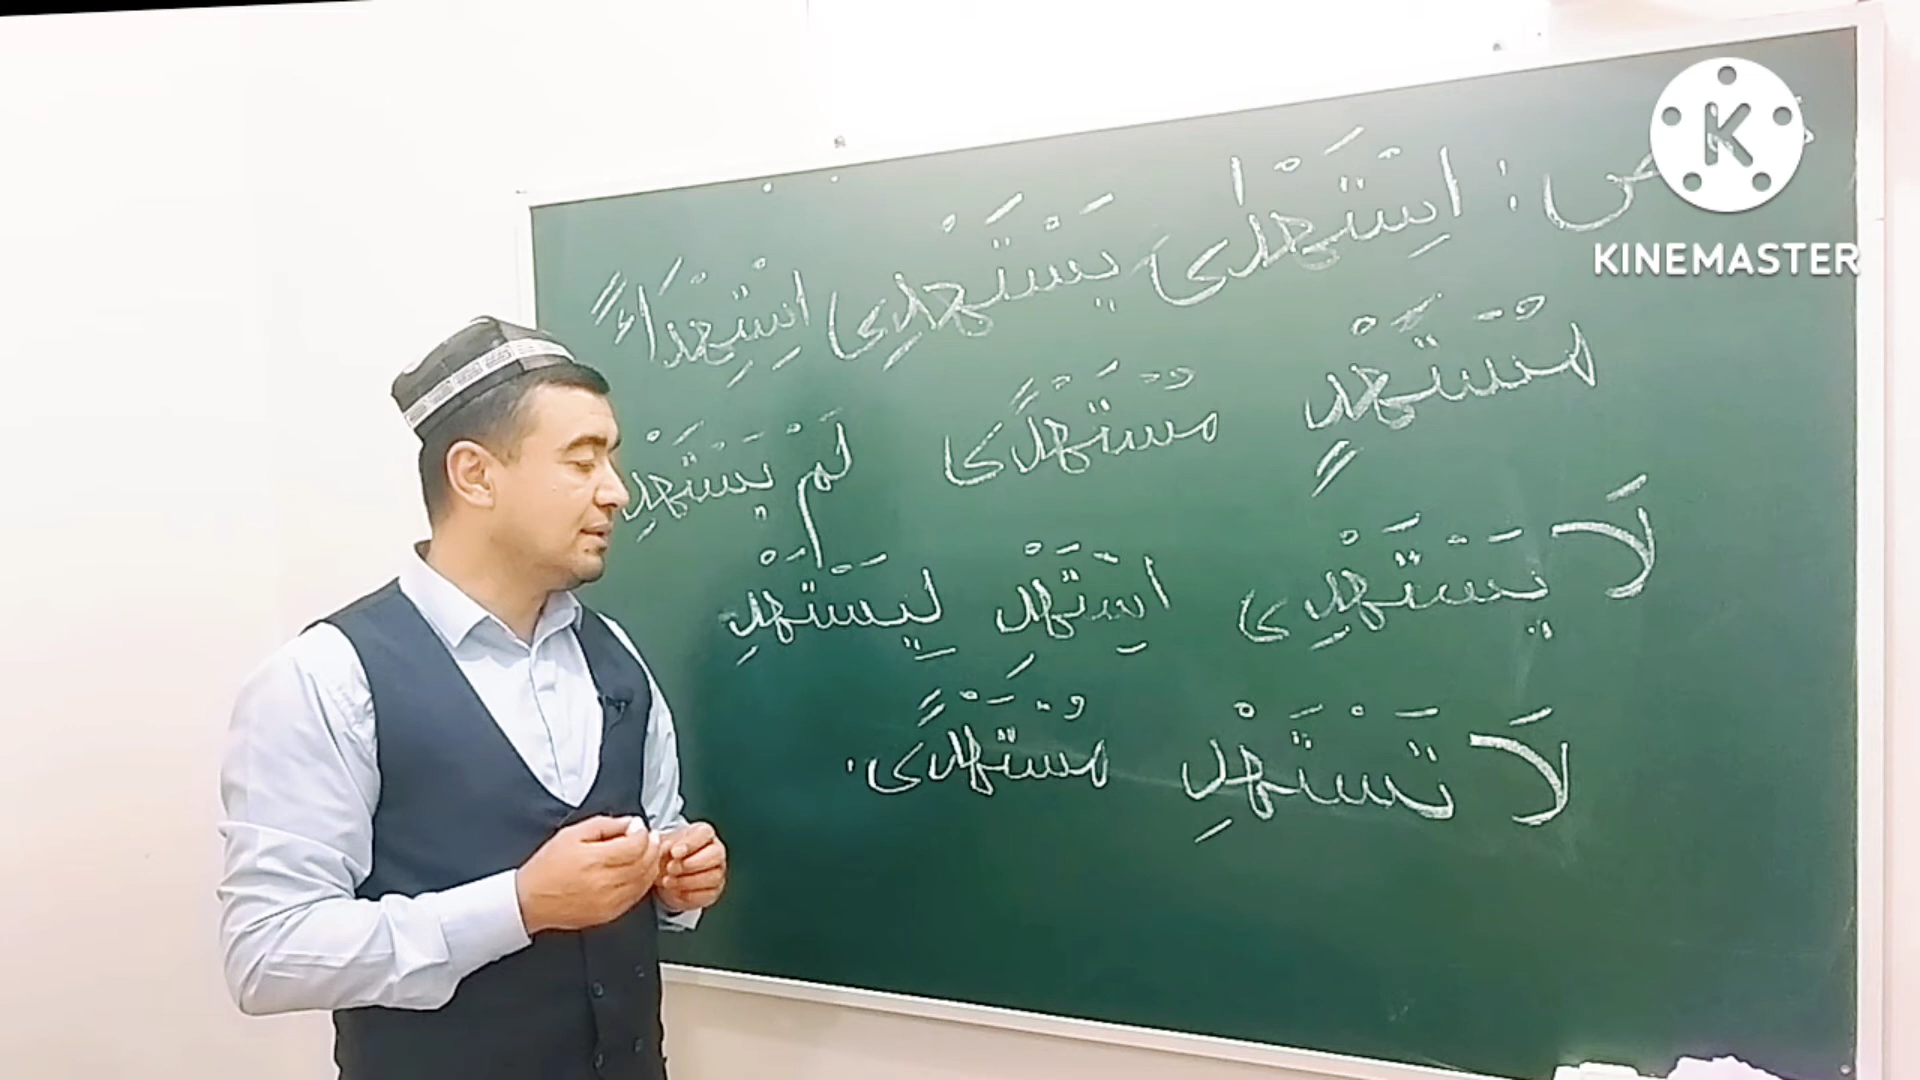 ص : اِسْتَهْدٰى يَسْتَهْدِى اِسْتِهْدَاءً
مُسْتَهْدٍ مُسْتَهْدًى لَمْ يَسْتَهْدِ
لَا يَسْتَهْدِى اِسْتَهْدِ لِيَسْتَهْدِ
لَا تَسْتَهْدِ مُسْتَهْدًى.
K
KINEMASTER